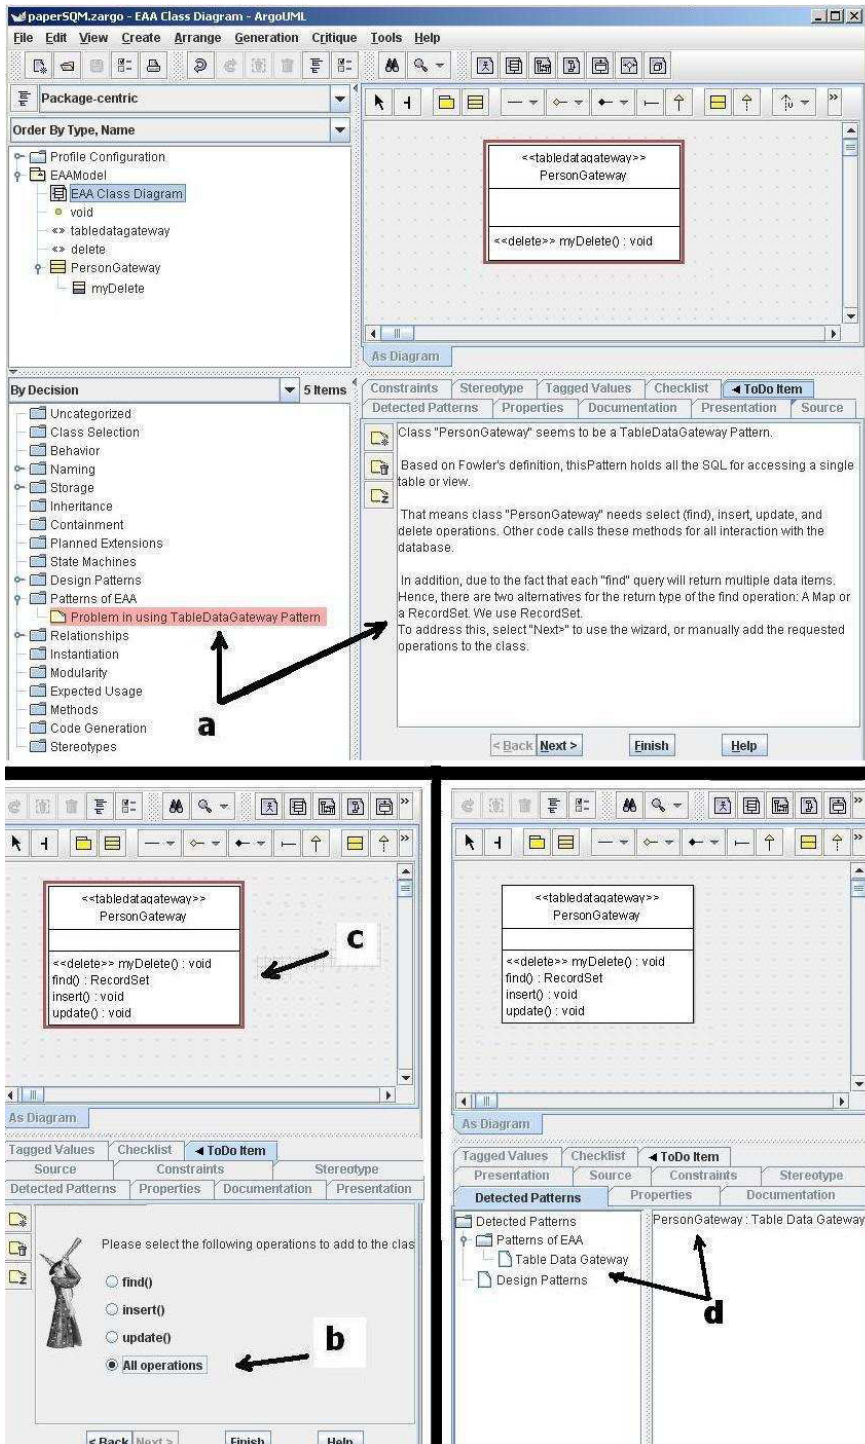 paperSQM.zargo - EAA Class Diagram - ArgoUML
File Edit View Create Arrange Generation Critique Tools Help
Package-centric
Order By Type, Name
Profile Configuration
EAAModel
EAA Class Diagram
void
<<>> tabledatagateway
<<>> delete
PersonGateway
myDelete
<<tabledatagateway>>
PersonGateway
<<delete>> myDelete() : void
As Diagram
By Decision 5 Items
Uncategorized
Class Selection
Behavior
Naming
Storage
Inheritance
Containment
Planned Extensions
State Machines
Design Patterns
Patterns of EAA
Problem in using TableDataGateway Pattern
Relationships
Instantiation
Modularity
Expected Usage
Methods
Code Generation
Stereotypes
a
Constraints Stereotype Tagged Values Checklist ◄ ToDo Item
Detected Patterns Properties Documentation Presentation Source
Class "PersonGateway" seems to be a TableDataGateway Pattern.
Based on Fowler's definition, thisPattern holds all the SQL for accessing a single
table or view.
That means class "PersonGateway" needs select (find), insert, update, and
delete operations. Other code calls these methods for all interaction with the
database.
In addition, due to the fact that each "find" query will return multiple data items.
Hence, there are two alternatives for the return type of the find operation: A Map or
a RecordSet. We use RecordSet.
To address this, select "Next>" to use the wizard, or manually add the requested
operations to the class.
< Back Next > Finish Help
<<tabledatagateway>>
PersonGateway
<<delete>> myDelete() : void
find() : RecordSet
insert() : void
update() : void
c
As Diagram
Tagged Values Checklist ◄ ToDo Item
Source Constraints Stereotype
Detected Patterns Properties Documentation Presentation
Please select the following operations to add to the clas
find()
insert()
update()
All operations
b
< Back Next > Finish Help
<<tabledatagateway>>
PersonGateway
<<delete>> myDelete() : void
find() : RecordSet
insert() : void
update() : void
As Diagram
Tagged Values Checklist ◄ ToDo Item
Presentation Source Constraints Stereotype
Detected Patterns Properties Documentation
Detected Patterns
Patterns of EAA
Table Data Gateway
Design Patterns
PersonGateway : Table Data Gateway
d